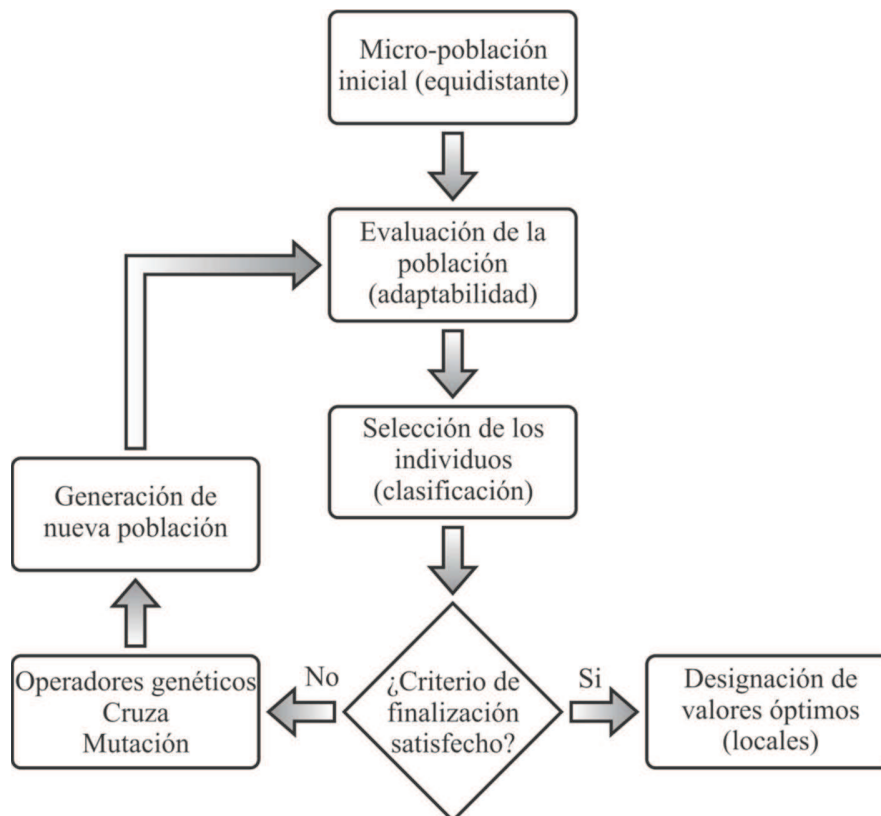 Micro-población
inicial (equidistante)
Evaluación de la
población
(adaptabilidad)
Selección de los
individuos
(clasificación)
Generación de
nueva población
Operadores genéticos
Cruza
Mutación
No
¿Criterio de
finalización
satisfecho?
Si
Designación de
valores óptimos
(locales)